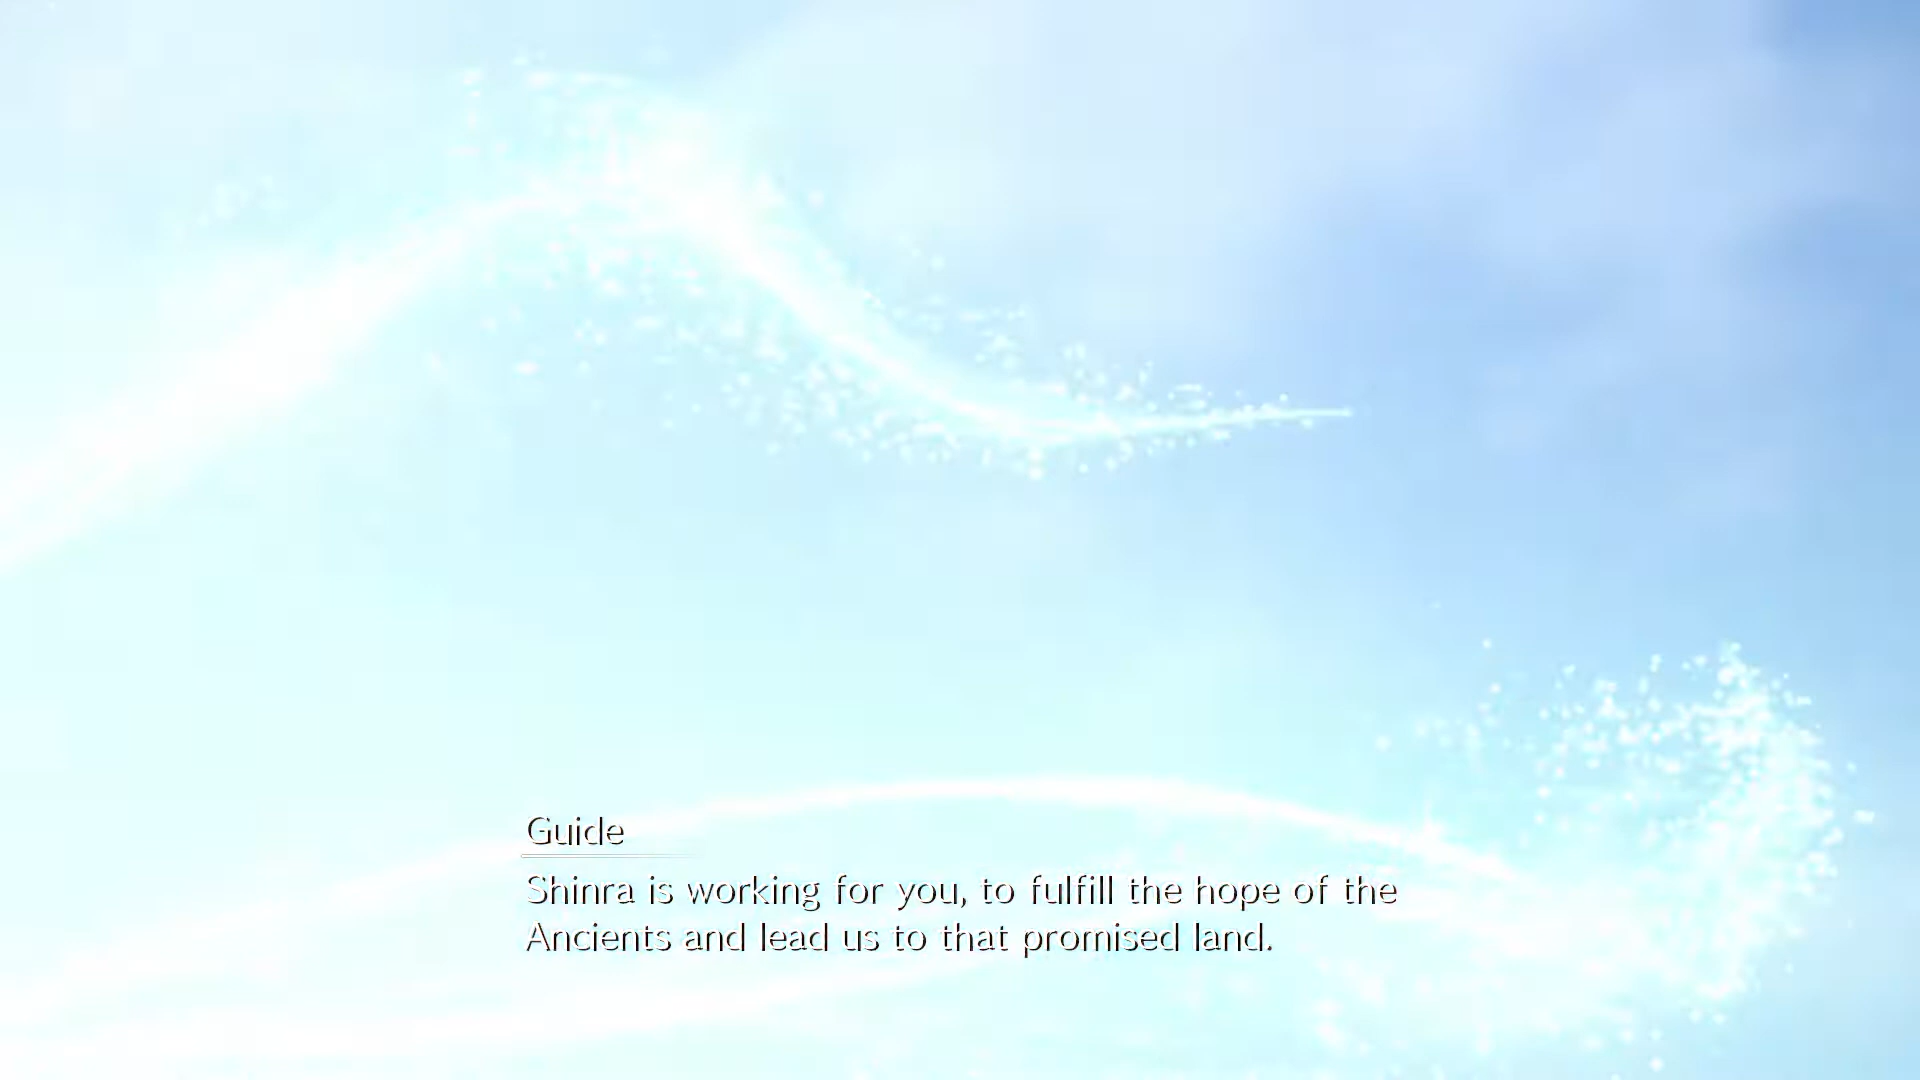 Guide
Shinra is working for you, to fulfill the hope of the
Ancients and lead us to that promised land.